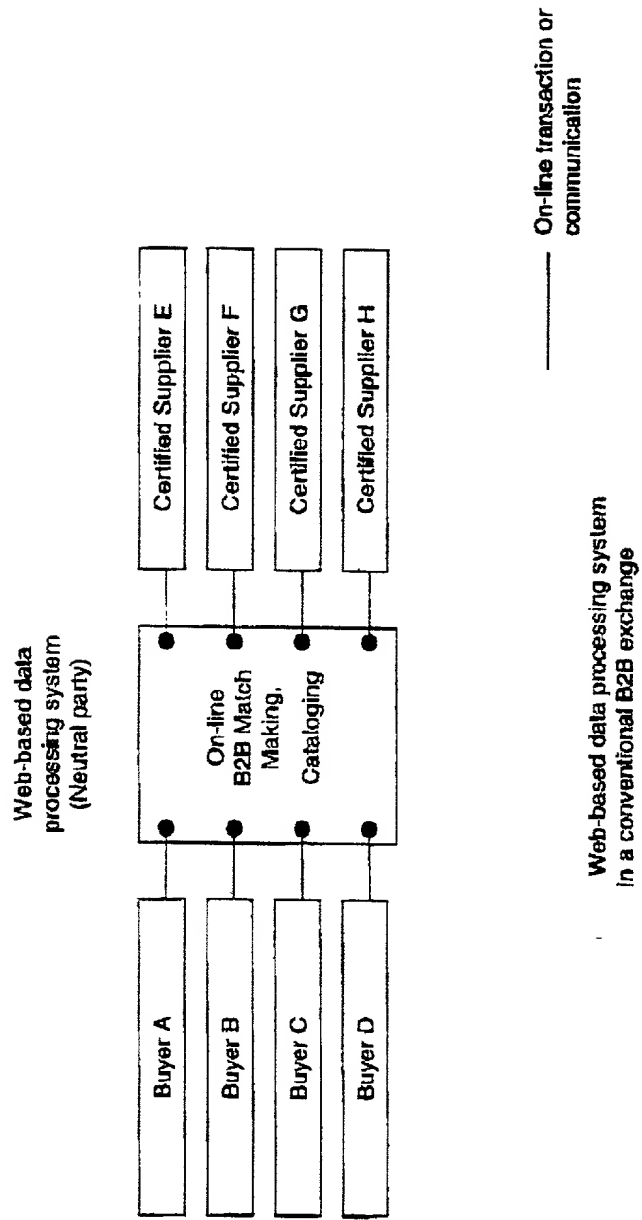 Web-based data
processing system
(Neutral party)
Buyer A
Buyer B
Buyer C
Buyer D
On-line
B2B Match
Making,
Cataloging
Certified Supplier E
Certified Supplier F
Certified Supplier G
Certified Supplier H
On-line transaction or
communication
Web-based data processing system
in a conventional B2B exchange